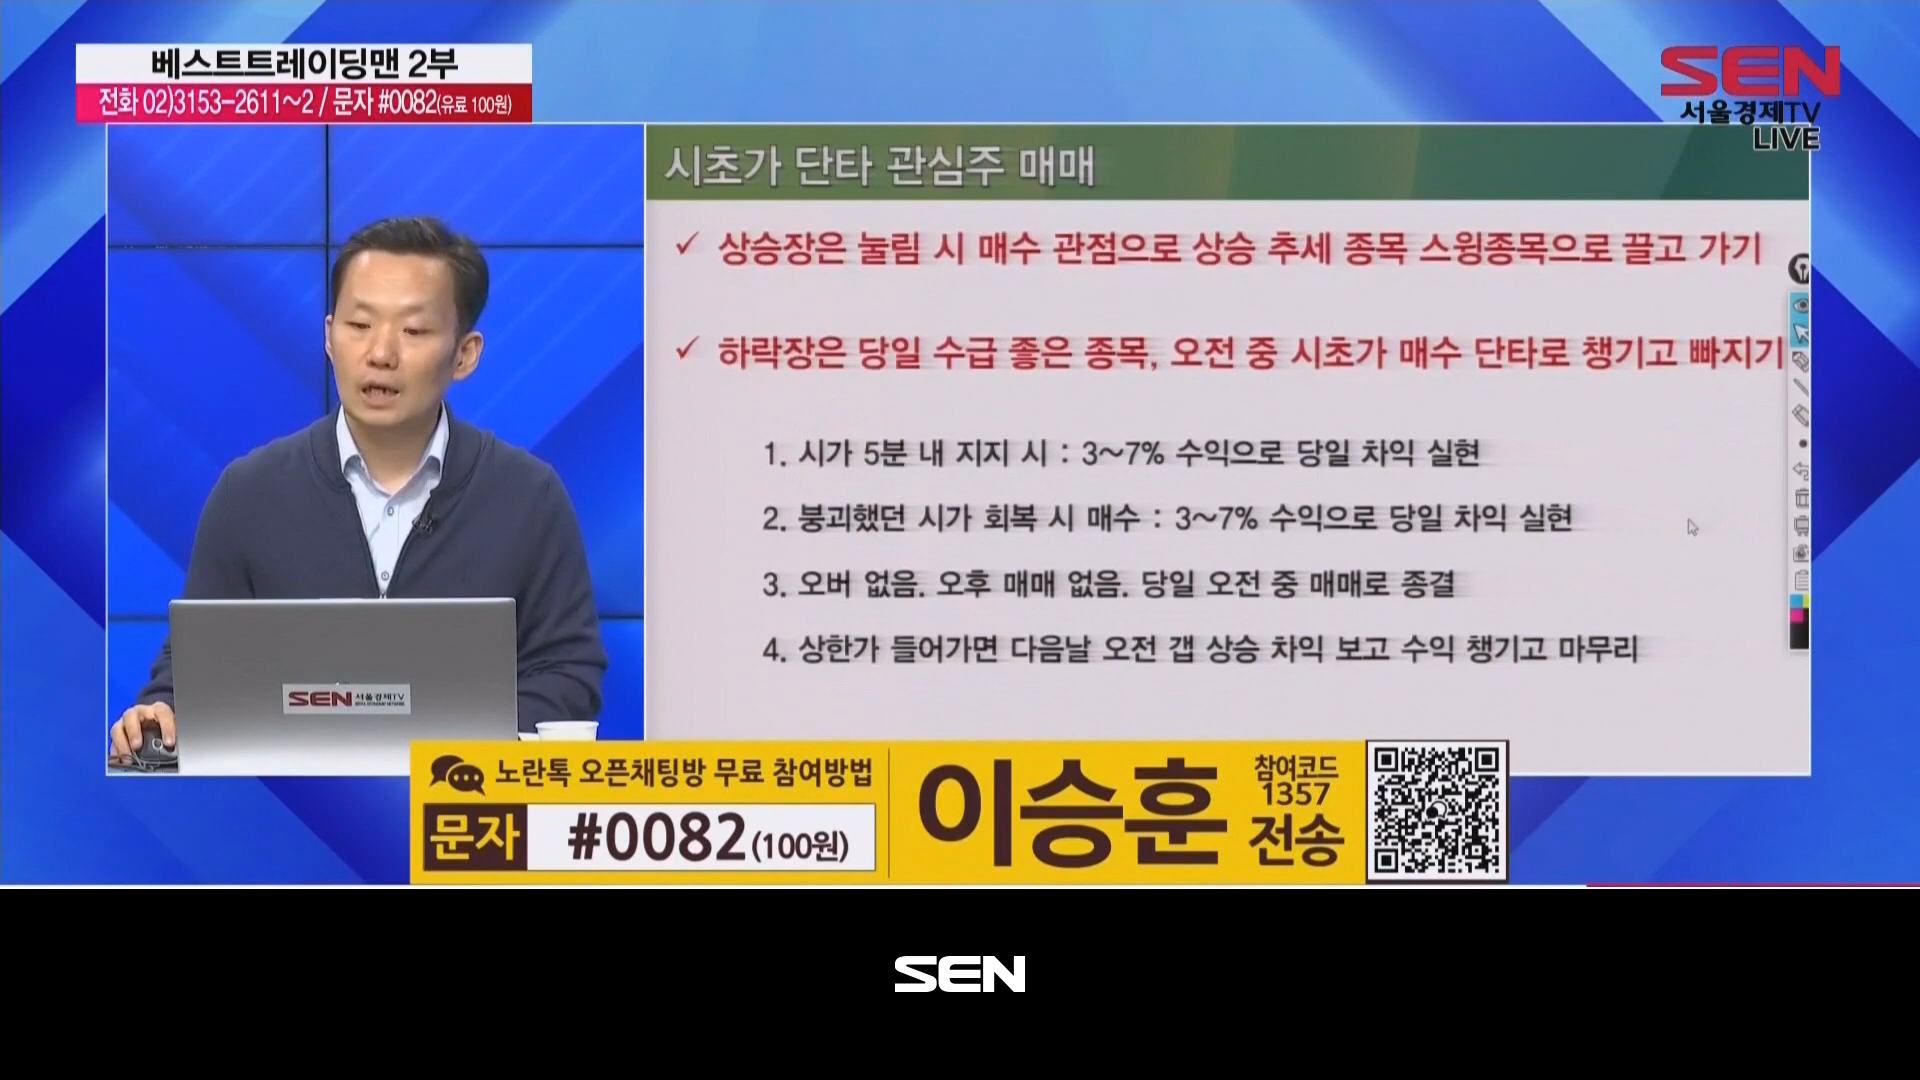 베스트트레이딩맨 2부
전화 02)3153-2611~2 / 문자 #0082(유료 100원)
SEN
서울경제TV
LIVE
시초가 단타 관심주 매매
✓ 상승장은 눌림 시 매수 관점으로 상승 추세 종목 스윙종목으로 끌고 가기
✓ 하락장은 당일 수급 좋은 종목, 오전 중 시초가 매수 단타로 챙기고 빠지기
1. 시가 5분 내 지지 시 : 3~7% 수익으로 당일 차익 실현
2. 붕괴했던 시가 회복 시 매수 : 3~7% 수익으로 당일 차익 실현
3. 오버 없음. 오후 매매 없음. 당일 오전 중 매매로 종결
4. 상한가 들어가면 다음날 오전 갭 상승 차익 보고 수익 챙기고 마무리
SEN 서울경제TV
노란톡 오픈채팅방 무료 참여방법
문자 #0082(100원)
이승훈
참여코드
1357
전송
SEN